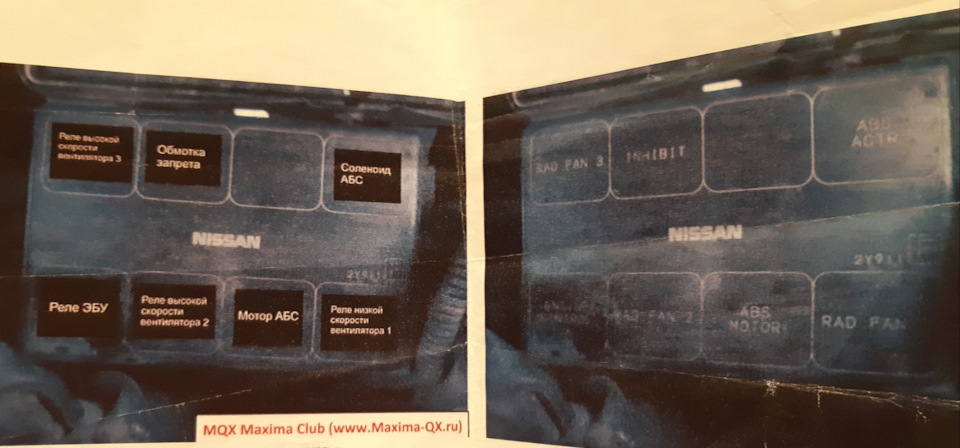 Реле высокой
скорости
вентилятора 3
Обмотка
запрета
Соленоид
АБС
NISSAN
2Y911
Реле ЭБУ
Реле высокой
скорости
вентилятора 2
Мотор АБС
Реле низкой
скорости
вентилятора 1
MQX Maxima Club (www.Maxima-QX.ru)
RAD FAN 3
INHIBIT
ABS
ACTR
NISSAN
2Y911
RAD FAN 2
ABS
MOTOR
RAD FAN